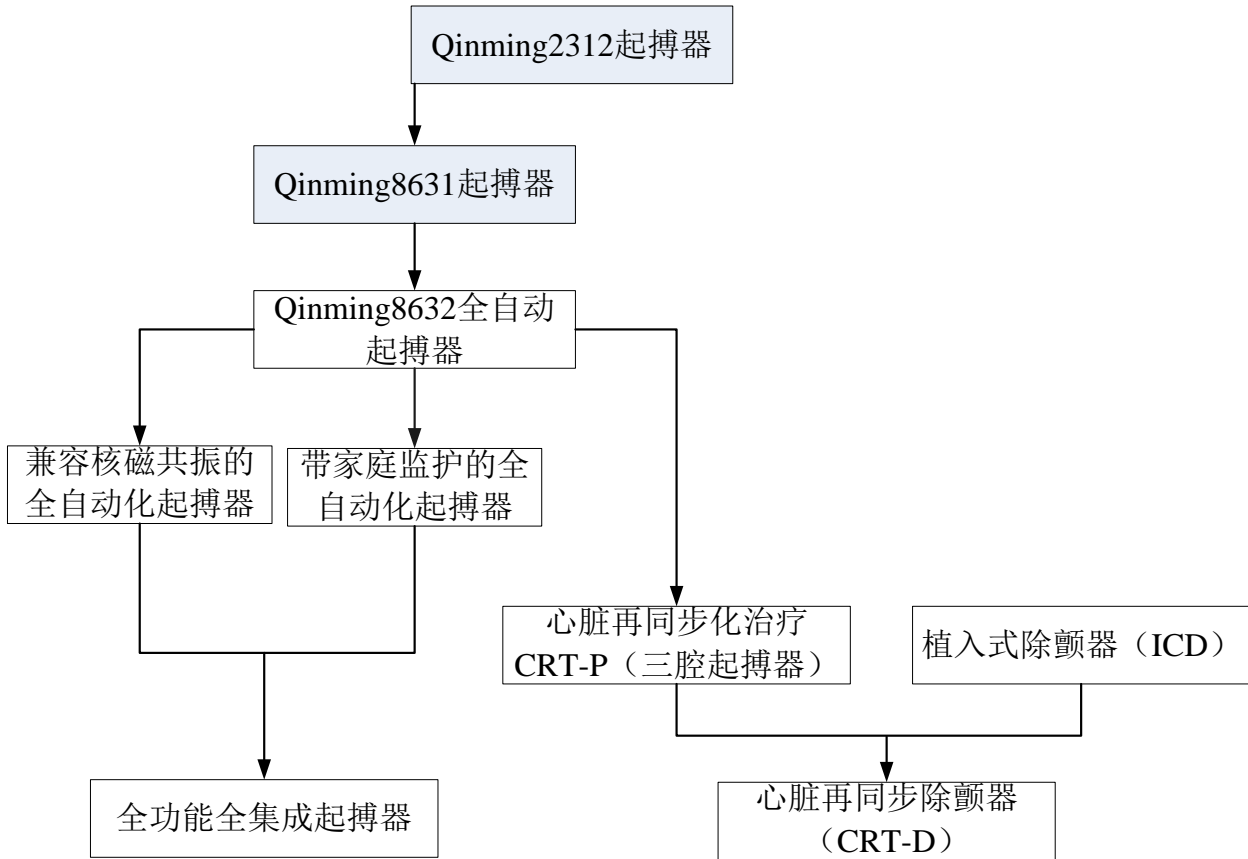 Qinming2312起搏器
Qinming8631起搏器
Qinming8632全自动
起搏器
兼容核磁共振的
全自动化起搏器
带家庭监护的全
自动化起搏器
心脏再同步化治疗
CRT-P（三腔起搏器）
植入式除颤器（ICD）
全功能全集成起搏器
心脏再同步除颤器
（CRT-D）